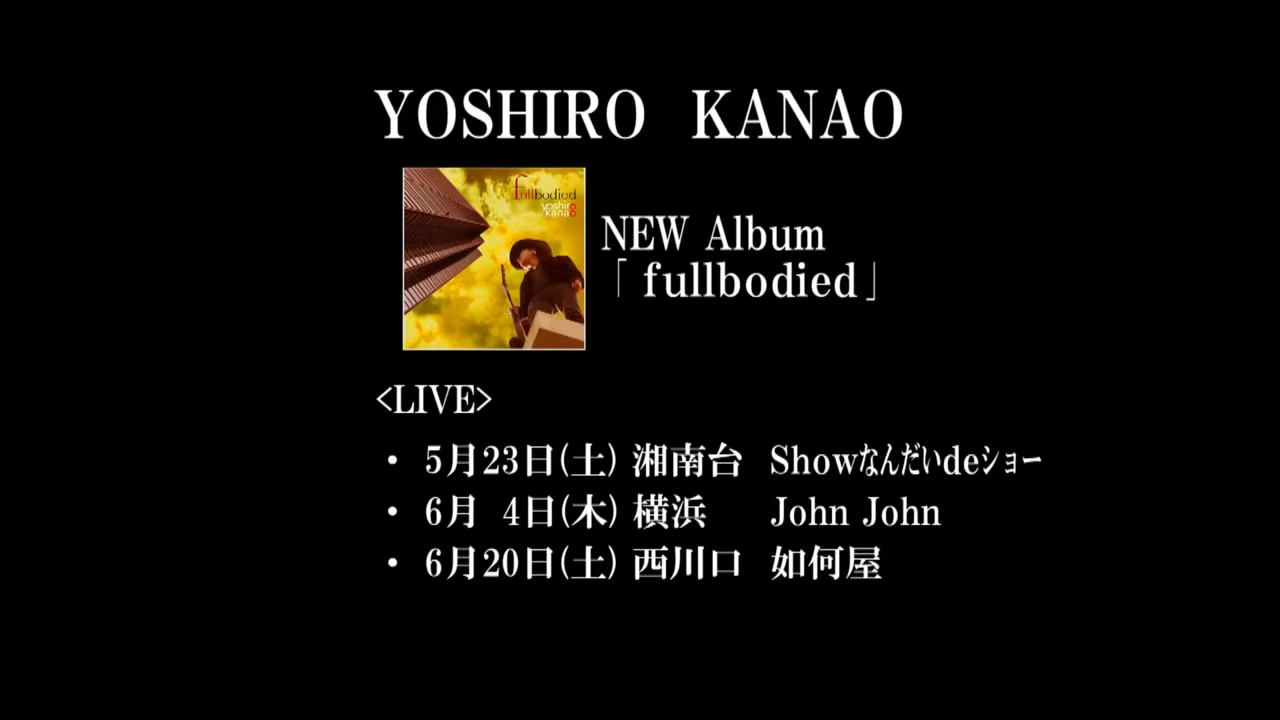 YOSHIRO KANAO
fullbodied
yoshiro
kanao
NEW Album
「fullbodied」
<LIVE>
・ 5月23日(土) 湘南台 Showなんだいdeショー
・ 6月 4日(木) 横浜 John John
・ 6月20日(土) 西川口 如何屋